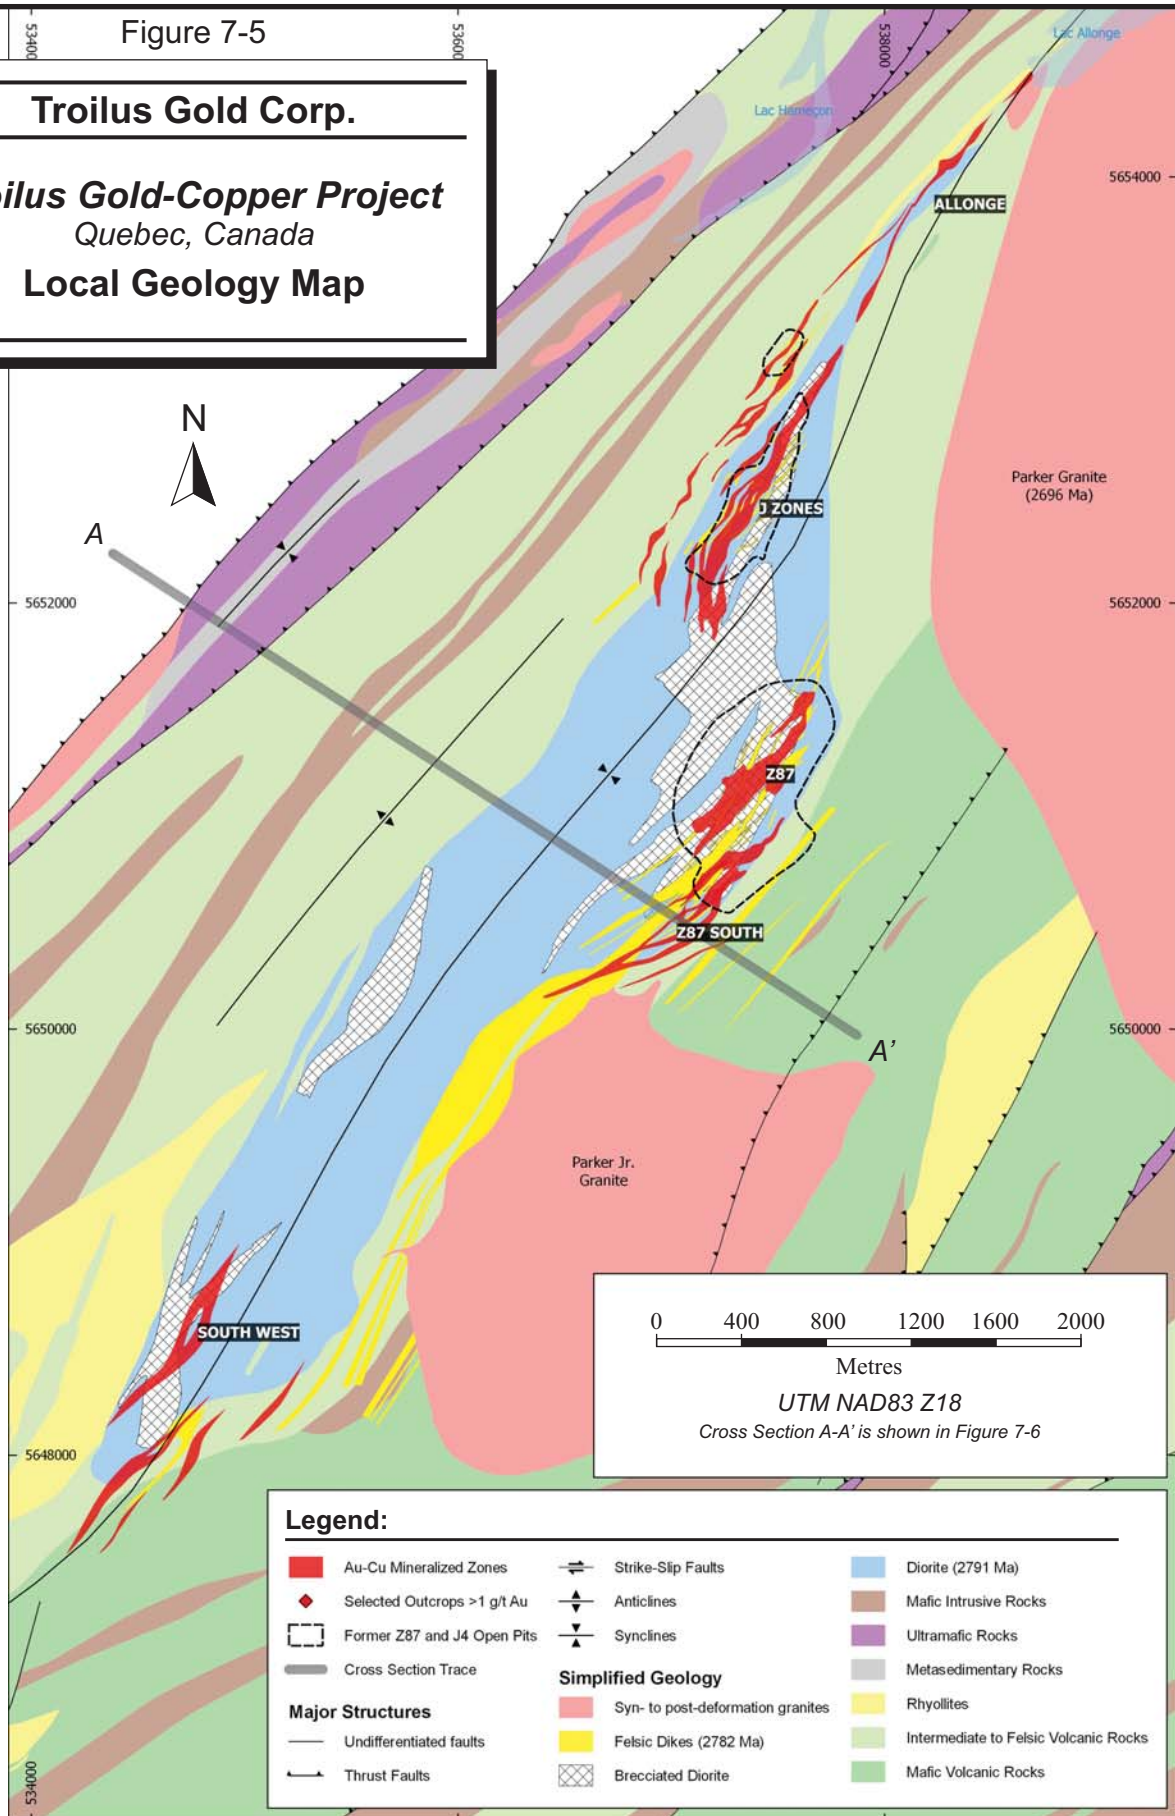 Figure 7-5
53400
53600
538000
Troilus Gold Corp.
oilus Gold-Copper Project
Quebec, Canada
Local Geology Map
Lac Allonge
Lac Hameçon
5654000
ALLONGE
N
Parker Granite
(2696 Ma)
J ZONES
A
5652000
5652000
Z87
Z87 SOUTH
5650000
5650000
A’
Parker Jr.
Granite
SOUTH WEST
0 400 800 1200 1600 2000
Metres
UTM NAD83 Z18
Cross Section A-A’ is shown in Figure 7-6
5648000
Legend:
Au-Cu Mineralized Zones
Selected Outcrops >1 g/t Au
Former Z87 and J4 Open Pits
Cross Section Trace
Major Structures
Undifferentiated faults
Thrust Faults
Strike-Slip Faults
Anticlines
Synclines
Simplified Geology
Syn- to post-deformation granites
Felsic Dikes (2782 Ma)
Brecciated Diorite
Diorite (2791 Ma)
Mafic Intrusive Rocks
Ultramafic Rocks
Metasedimentary Rocks
Rhyollites
Intermediate to Felsic Volcanic Rocks
Mafic Volcanic Rocks
534000